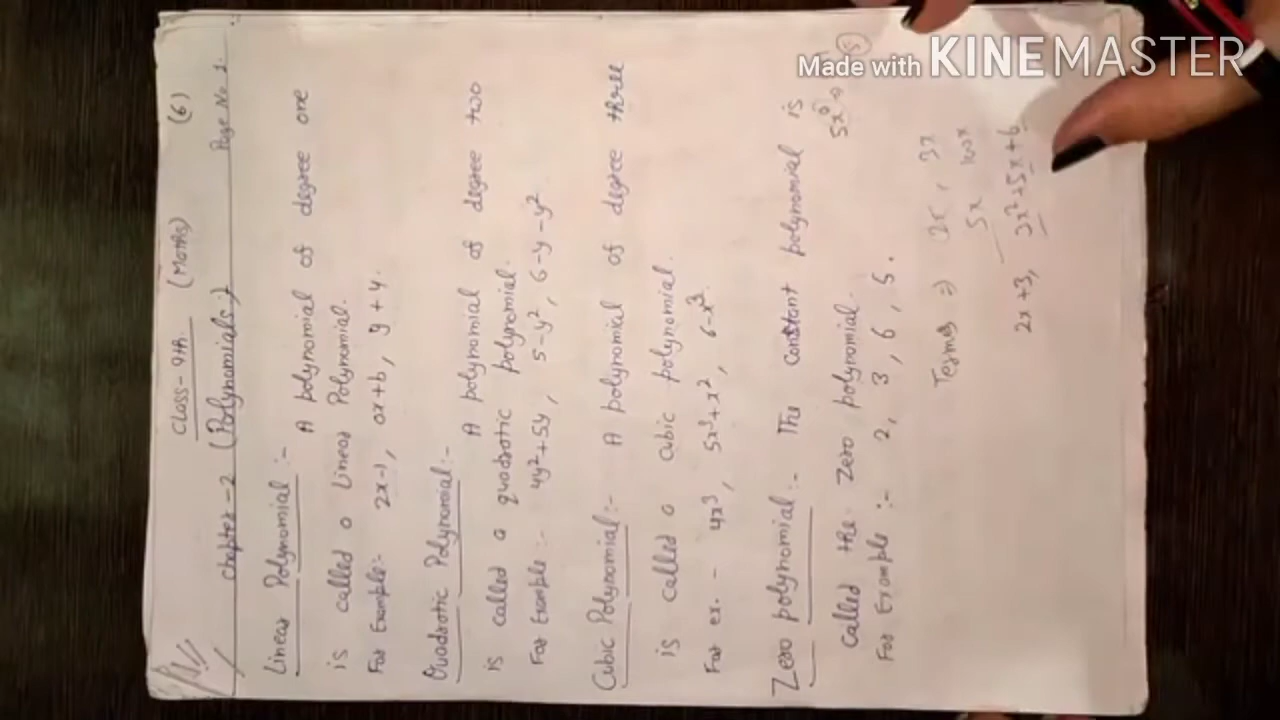 Class-9th (Maths) (6)
Chapter-2 (Polynomials) Page No 1.
Linear Polynomial :-
A polynomial of degree one
is called a Linear Polynomial.
For Example:- 2x-1, ax+b, y+4.
Quadratic Polynomial:-
A polynomial of degree two
is called a quadratic polynomial.
For Example :- 4y²+5y, 5-y², 6-y-y²
Cubic Polynomial:- A polynomial of degree three
is called a cubic polynomial.
For ex. - 4x³, 5x³+x², 6-x³
Zero polynomial :- The Constant polynomial is
5x⁰ ⇒ 5
Called the Zero polynomial.
For Example :- 2, 3, 6, 5.
Terms ⇒ 2x, 3x
5x 100x
2x+3, 3x²+5x+6
Made with KINEMASTER